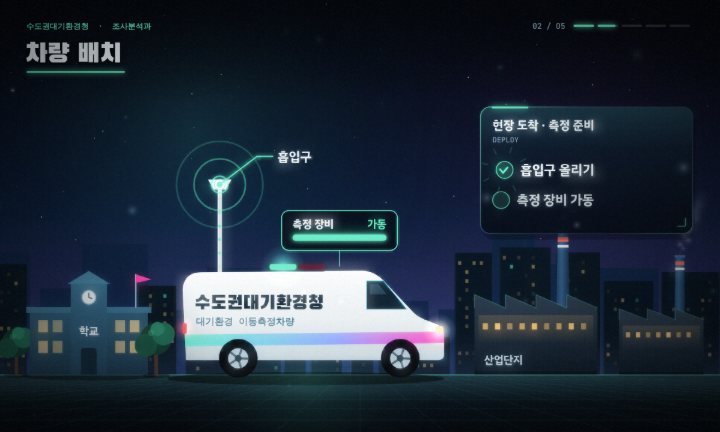 수도권대기환경청 · 조사분석과
02 / 05
차량 배치
현장 도착 · 측정 준비
DEPLOY
흡입구 올리기
측정 장비 가동
흡입구
측정 장비 가동
수도권대기환경청
대기환경 이동측정차량
학교
산업단지